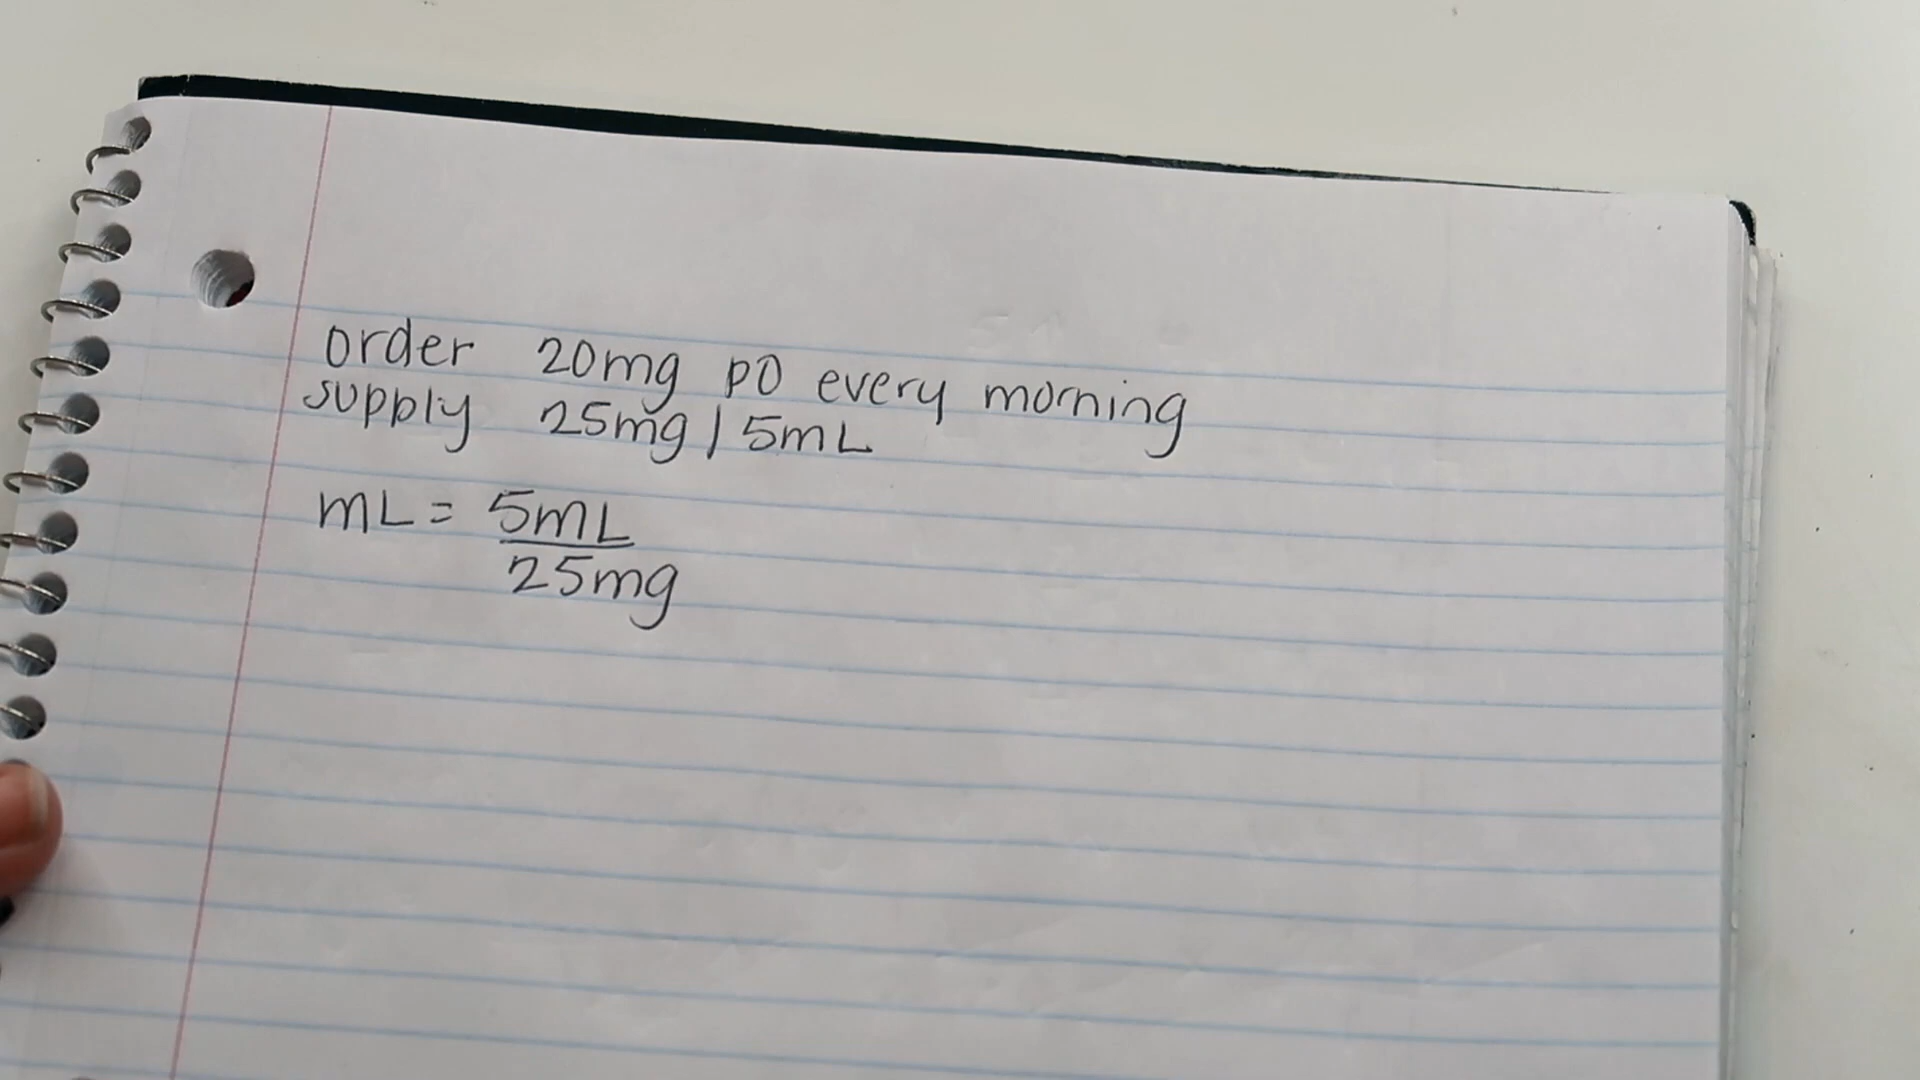 order 20mg po every morning
supply 25mg / 5mL
mL = 5mL
25mg